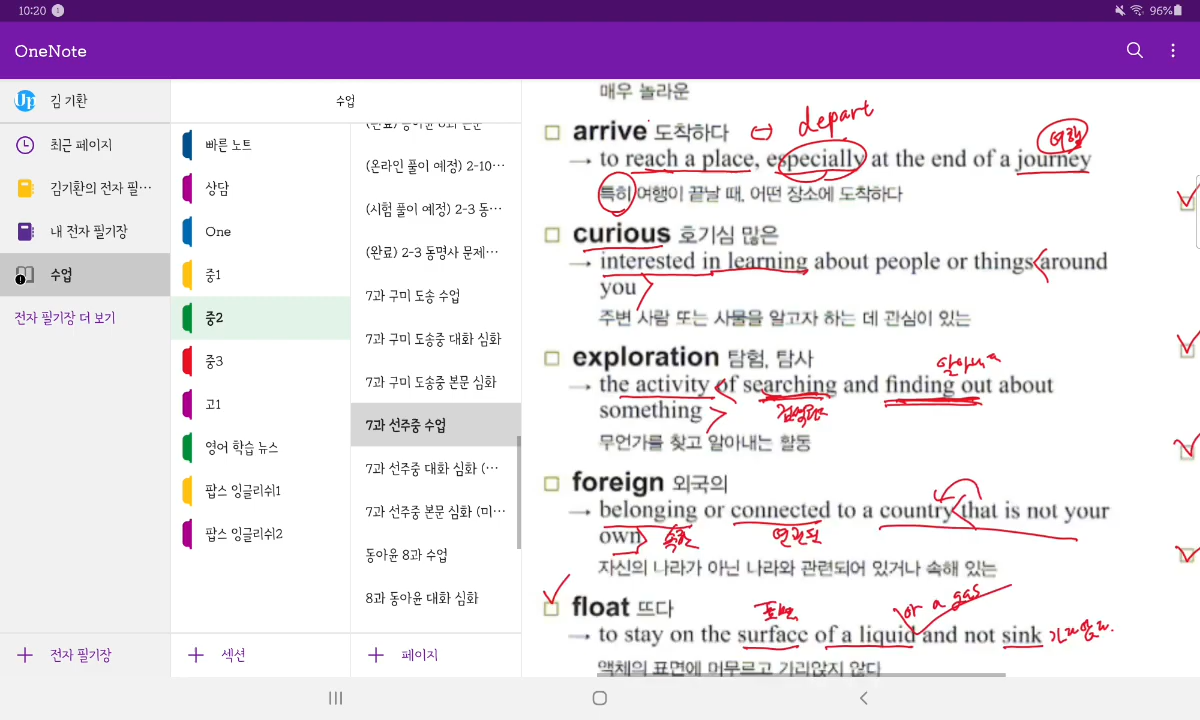 10:20 1 96%
OneNote
김 기환
최근 페이지
김기환의 전자 필…
내 전자 필기장
수업
전자 필기장 더 보기
전자 필기장
빠른 노트
상담
One
중1
중2
중3
고1
영어 학습 뉴스
팝스 잉글리쉬1
팝스 잉글리쉬2
섹션
수업
(완료) 동아윤 8과 본문
(온라인 풀이 예정) 2-10…
(시험 풀이 예정) 2-3 동…
(완료) 2-3 동명사 문제…
7과 구미 도송 수업
7과 구미 도송중 대화 심화
7과 구미 도송중 본문 심화
7과 선주중 수업
7과 선주중 대화 심화 (…
7과 선주중 본문 심화 (미…
동아윤 8과 수업
8과 동아윤 대화 심화
페이지
매우 놀라운
arrive 도착하다 ↔ depart
여행
→ to reach a place, especially at the end of a journey
특히 여행이 끝날 때, 어떤 장소에 도착하다
curious 호기심 많은
→ interested in learning about people or things around
you
주변 사람 또는 사물을 알고자 하는 데 관심이 있는
exploration 탐험, 탐사
→ the activity of searching and finding out about
something
무언가를 찾고 알아내는 활동
foreign 외국의
→ belonging or connected to a country that is not your
own
속한 연관된
자신의 나라가 아닌 나라와 관련되어 있거나 속해 있는
float 뜨다
표면 or a gas
→ to stay on the surface of a liquid and not sink 가라앉다.
액체의 표면에 머무르고 가라앉지 않다